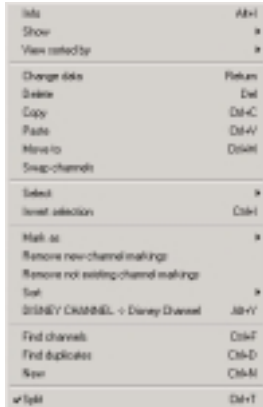 Info Alt+I
Show
View sorted by
Change data Return
Delete Del
Copy Ctrl+C
Paste Ctrl+V
Move to Ctrl+M
Swap channels
Select
Invert selection Ctrl+I
Mark as
Remove new channel markings
Remove not existing channel markings
Sort
DISNEY CHANNEL -> Disney Channel Alt+Y
Find channels Ctrl+F
Find duplicates Ctrl+D
New Ctrl+N
Split Ctrl+T